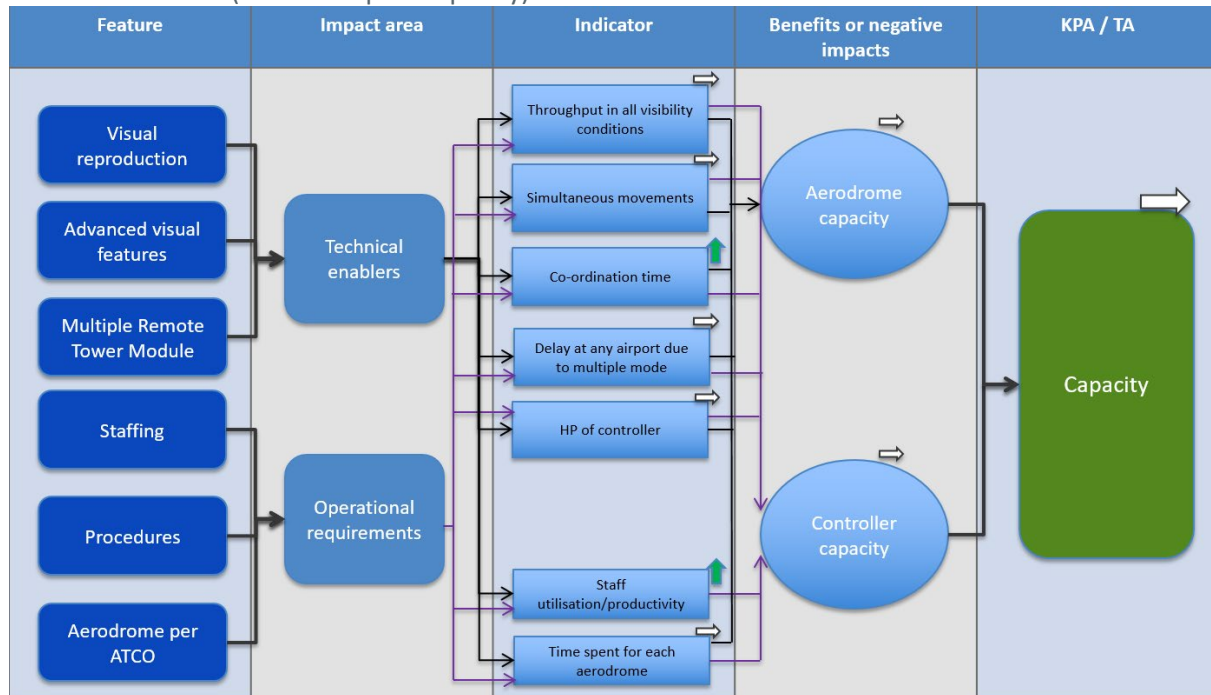 Feature
Impact area
Indicator
Benefits or negative
impacts
KPA / TA
Visual
reproduction
Advanced visual
features
Multiple Remote
Tower Module
Staffing
Procedures
Aerodrome per
ATCO
Technical
enablers
Operational
requirements
Throughput in all visibility
conditions
Simultaneous movements
Co-ordination time
Delay at any airport due
to multiple mode
HP of controller
Staff
utilisation/productivity
Time spent for each
aerodrome
Aerodrome
capacity
Controller
capacity
Capacity